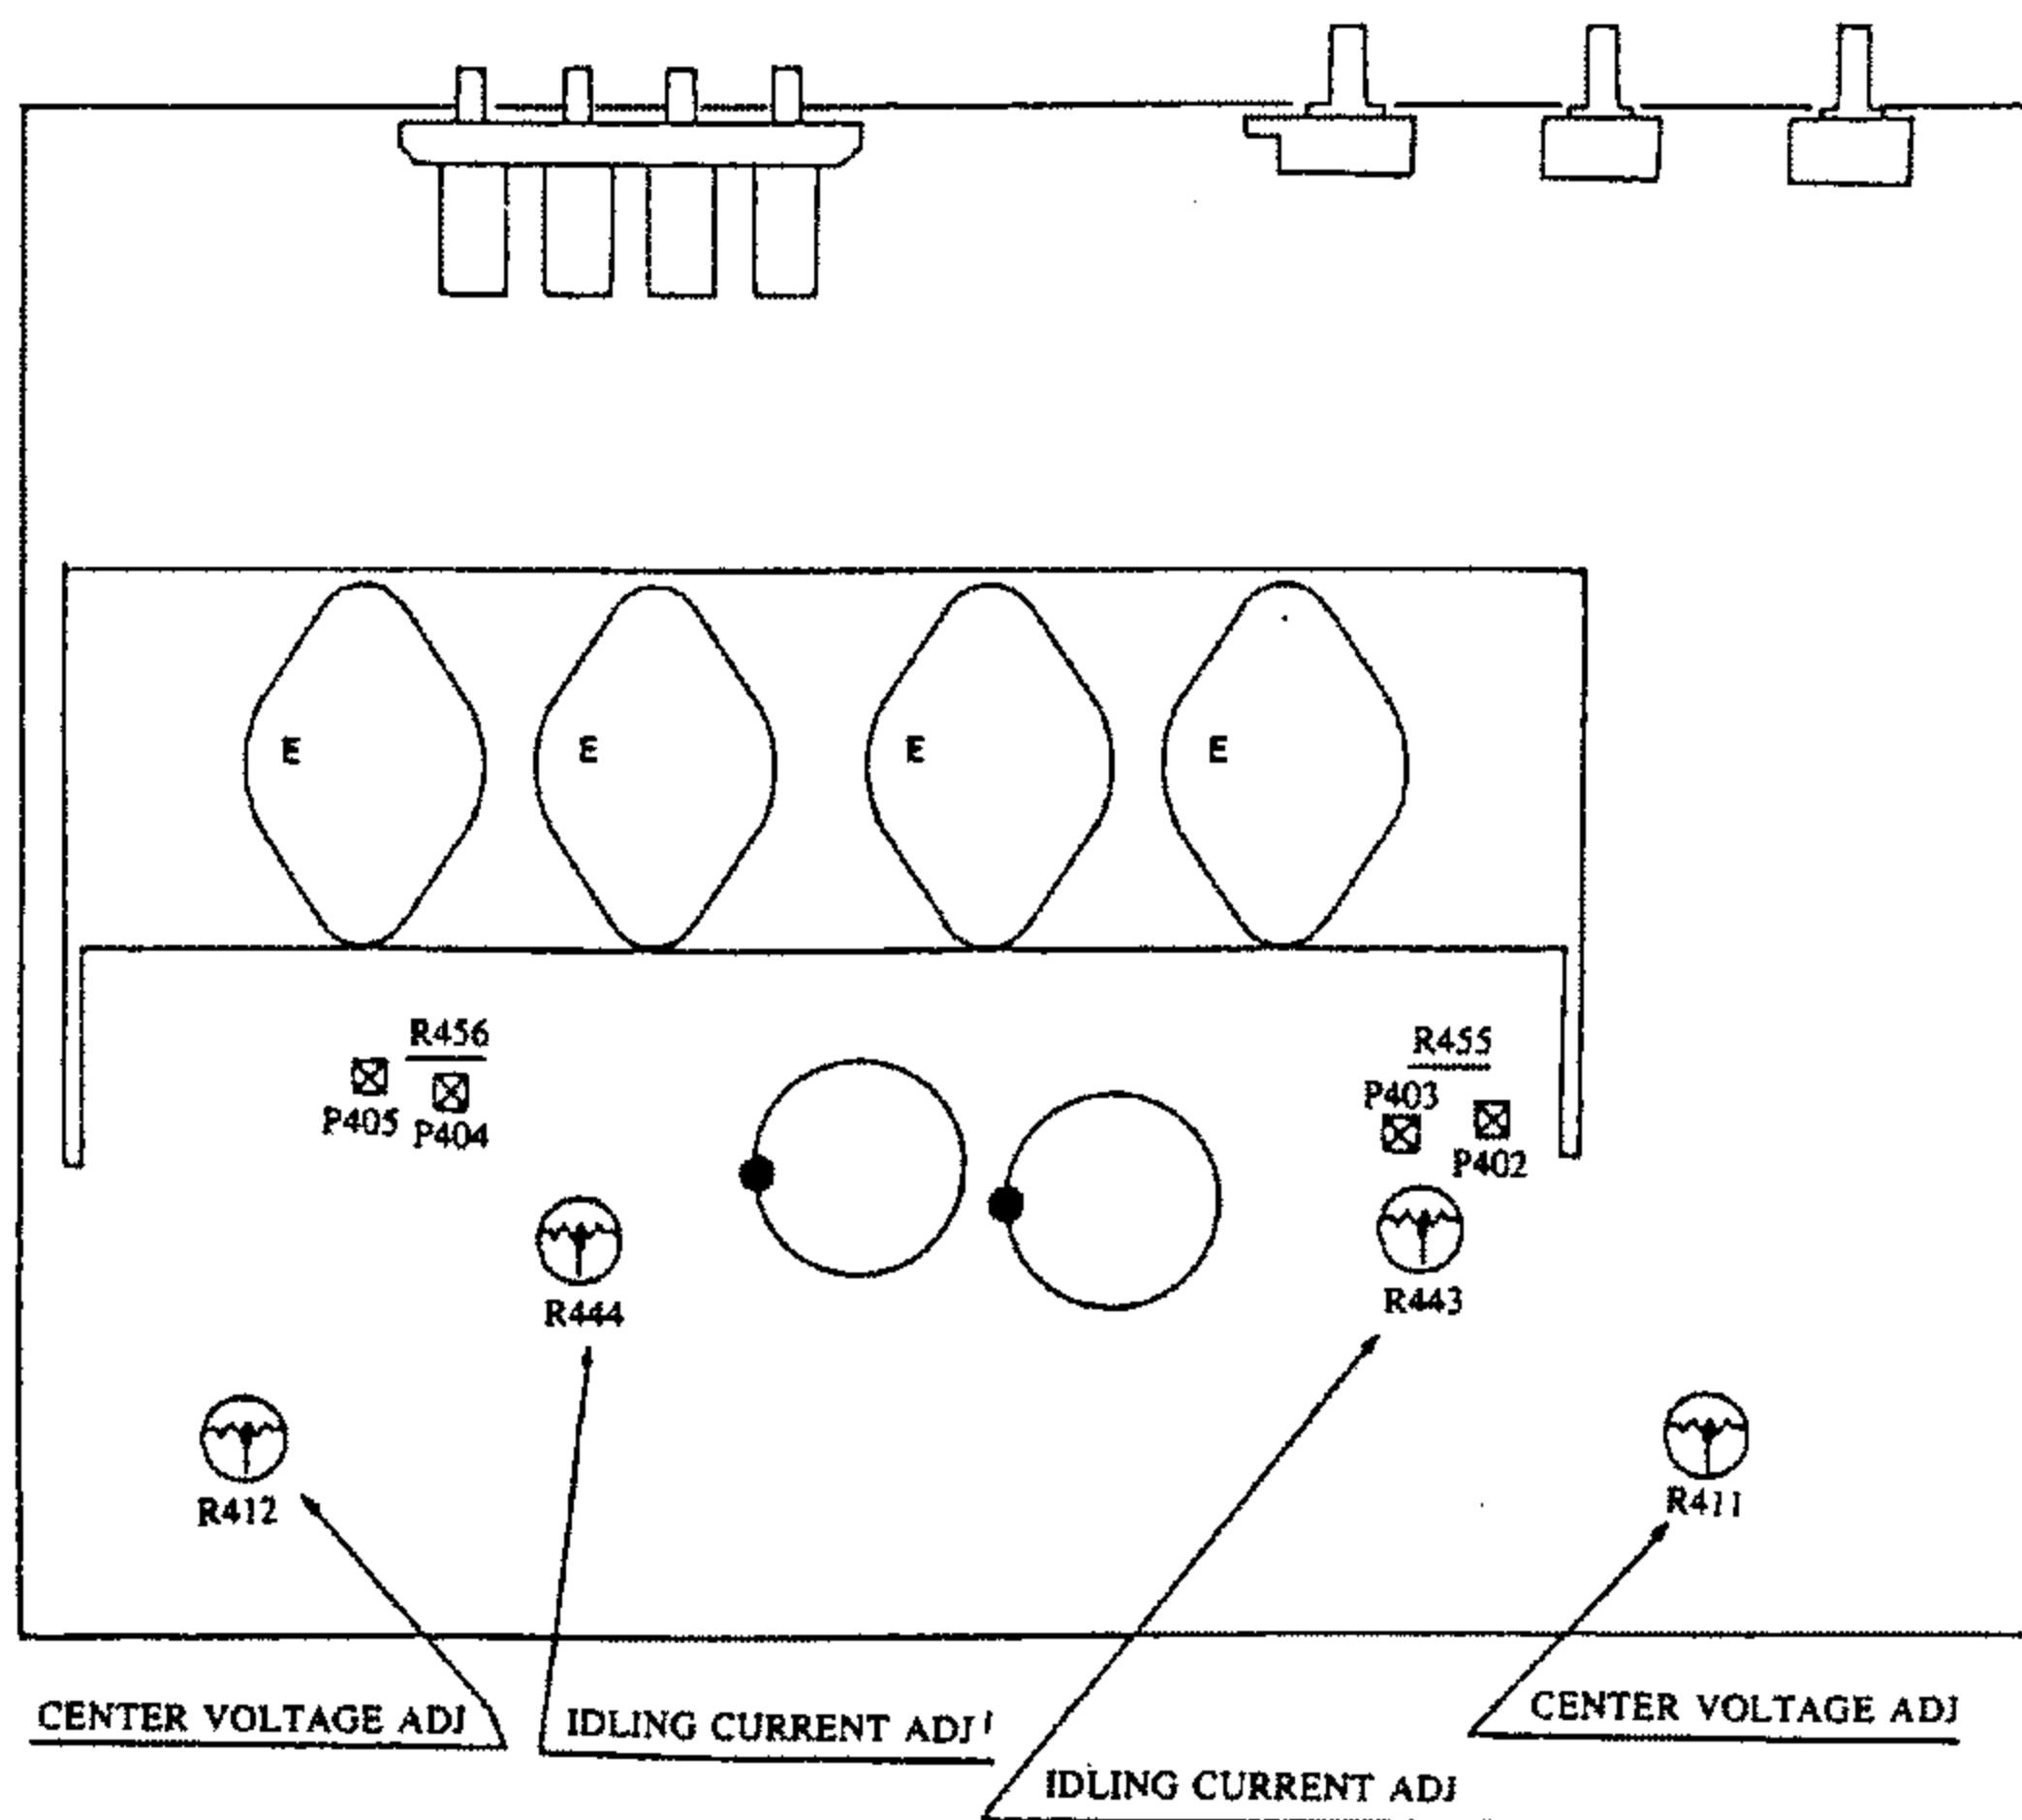 E E E E
R456
R455
P405 P404
P403
P402
R444
R443
R412
R411
CENTER VOLTAGE ADJ
IDLING CURRENT ADJ
IDLING CURRENT ADJ
CENTER VOLTAGE ADJ